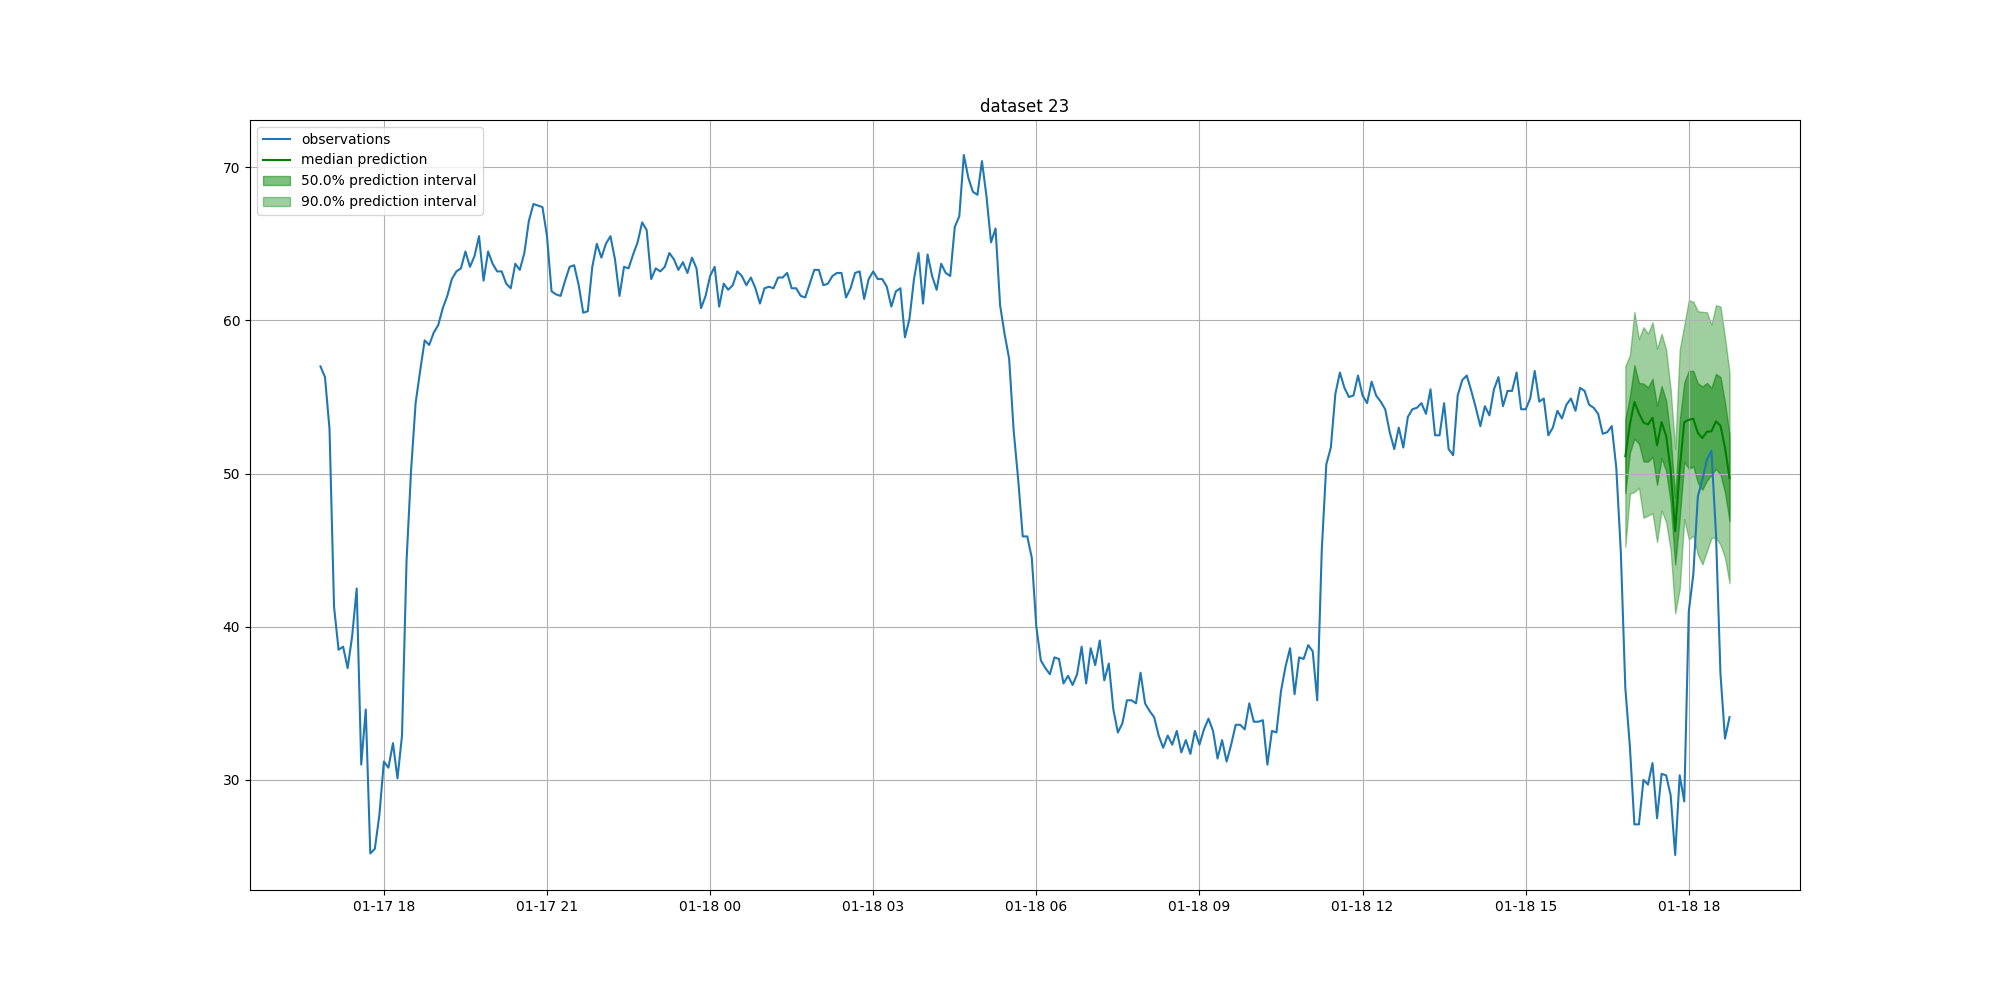 dataset 23
observations
median prediction
50.0% prediction interval
90.0% prediction interval
70
60
50
40
30
01-17 18
01-17 21
01-18 00
01-18 03
01-18 06
01-18 09
01-18 12
01-18 15
01-18 18